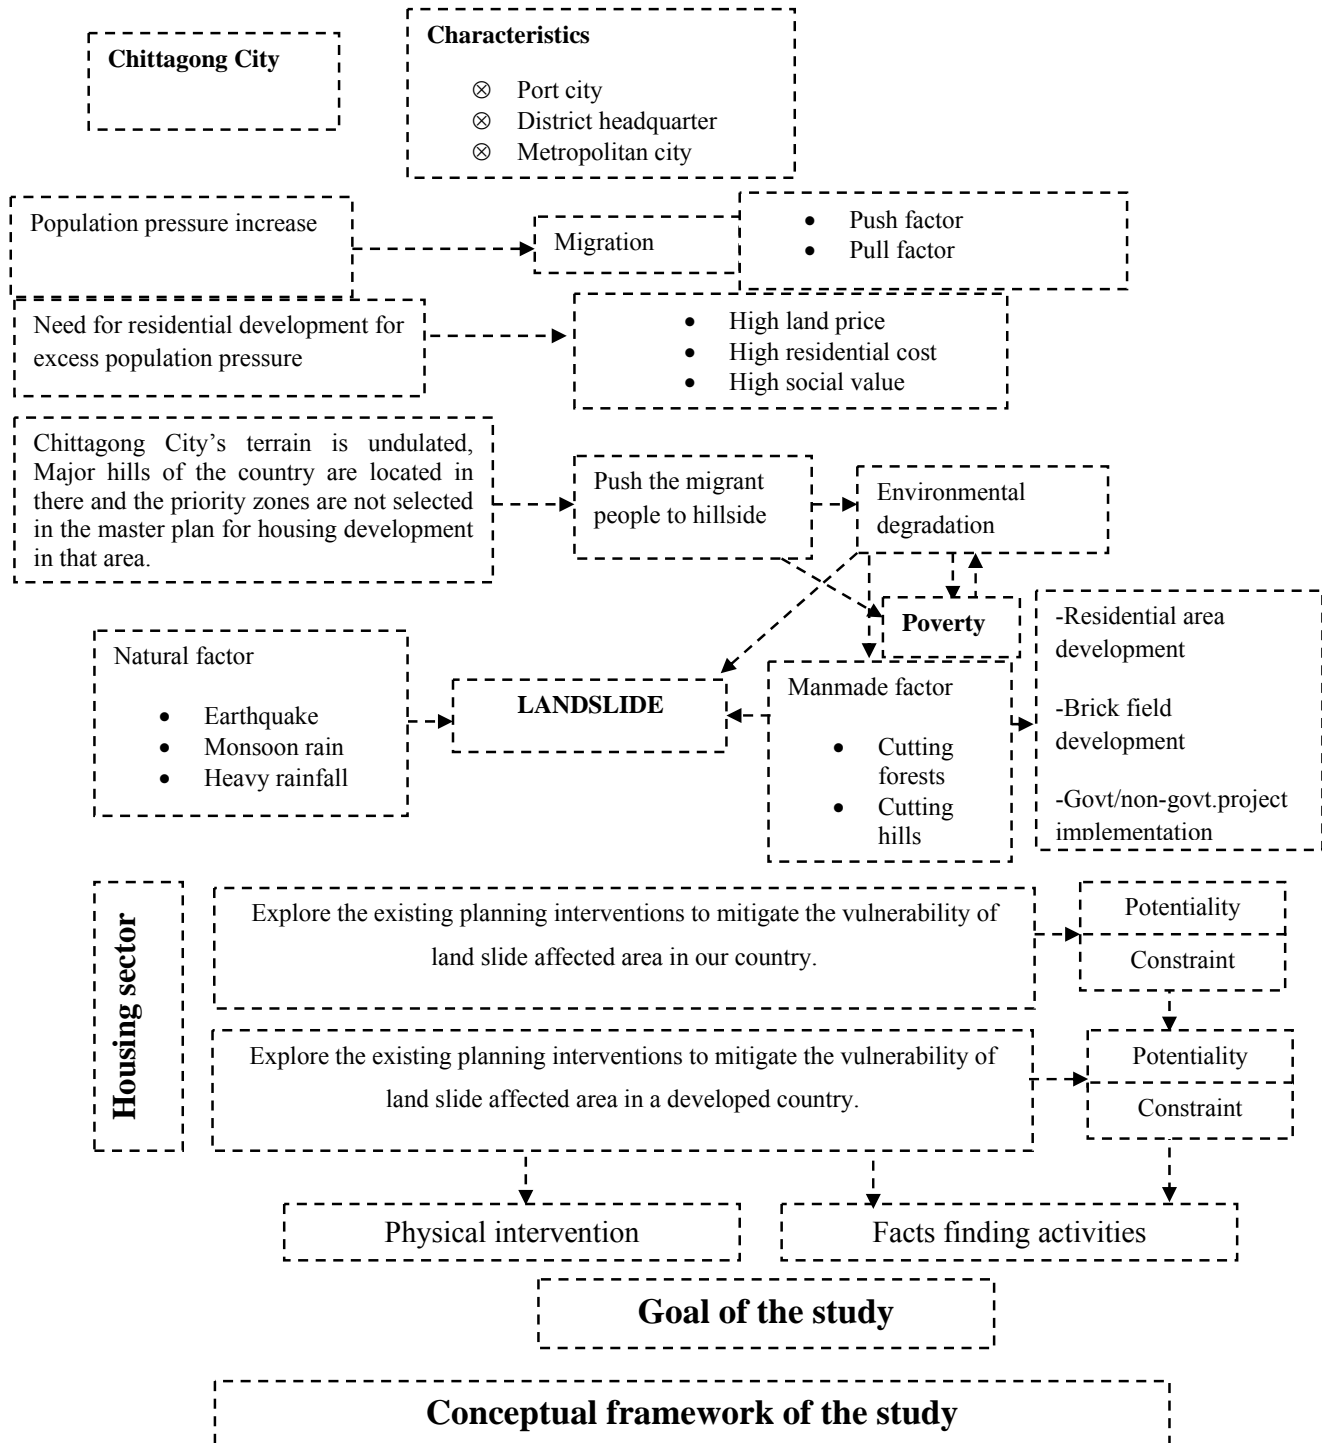 Chittagong City
Characteristics
⊗ Port city
⊗ District headquarter
⊗ Metropolitan city
Population pressure increase
Migration
• Push factor
• Pull factor
Need for residential development for
excess population pressure
• High land price
• High residential cost
• High social value
Chittagong City’s terrain is undulated,
Major hills of the country are located in
there and the priority zones are not selected
in the master plan for housing development
in that area.
Push the migrant
people to hillside
Environmental
degradation
Poverty
Natural factor
• Earthquake
• Monsoon rain
• Heavy rainfall
LANDSLIDE
Manmade factor
• Cutting
forests
• Cutting
hills
-Residential area
development
-Brick field
development
-Govt/non-govt.project
implementation
Housing sector
Explore the existing planning interventions to mitigate the vulnerability of
land slide affected area in our country.
Potentiality
Constraint
Explore the existing planning interventions to mitigate the vulnerability of
land slide affected area in a developed country.
Potentiality
Constraint
Physical intervention
Facts finding activities
Goal of the study
Conceptual framework of the study